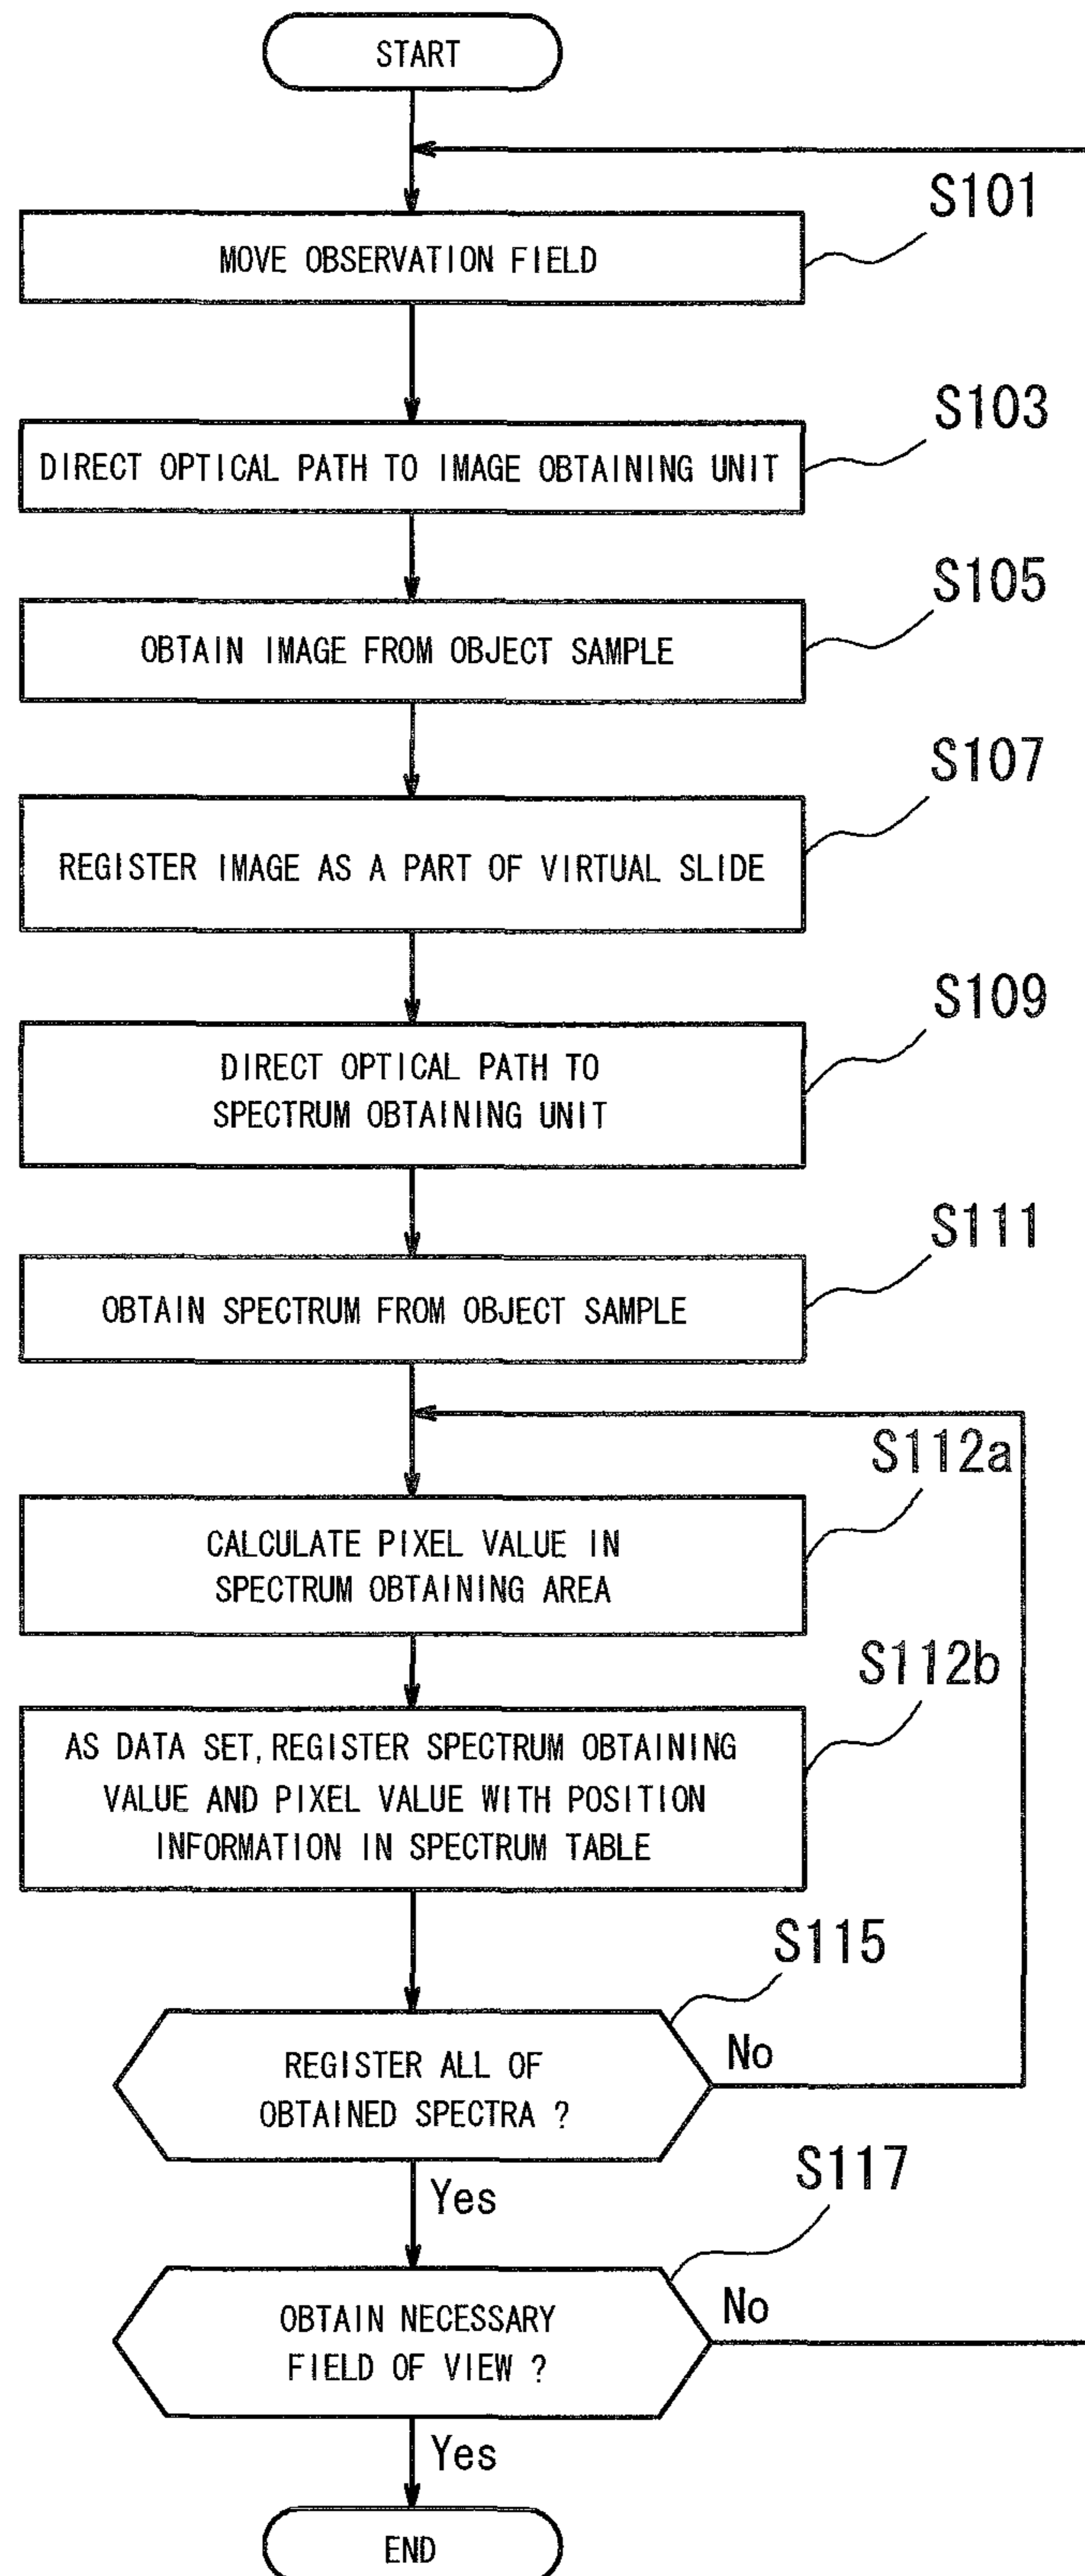 START
S101
MOVE OBSERVATION FIELD
S103
DIRECT OPTICAL PATH TO IMAGE OBTAINING UNIT
S105
OBTAIN IMAGE FROM OBJECT SAMPLE
S107
REGISTER IMAGE AS A PART OF VIRTUAL SLIDE
S109
DIRECT OPTICAL PATH TO
SPECTRUM OBTAINING UNIT
S111
OBTAIN SPECTRUM FROM OBJECT SAMPLE
S112a
CALCULATE PIXEL VALUE IN
SPECTRUM OBTAINING AREA
S112b
AS DATA SET, REGISTER SPECTRUM OBTAINING
VALUE AND PIXEL VALUE WITH POSITION
INFORMATION IN SPECTRUM TABLE
S115
REGISTER ALL OF
OBTAINED SPECTRA ?
No
Yes
S117
OBTAIN NECESSARY
FIELD OF VIEW ?
No
Yes
END